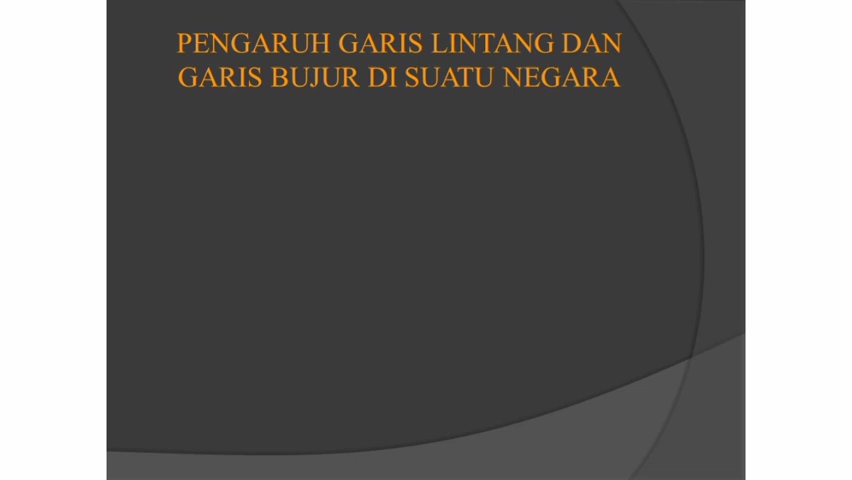 PENGARUH GARIS LINTANG DAN
GARIS BUJUR DI SUATU NEGARA